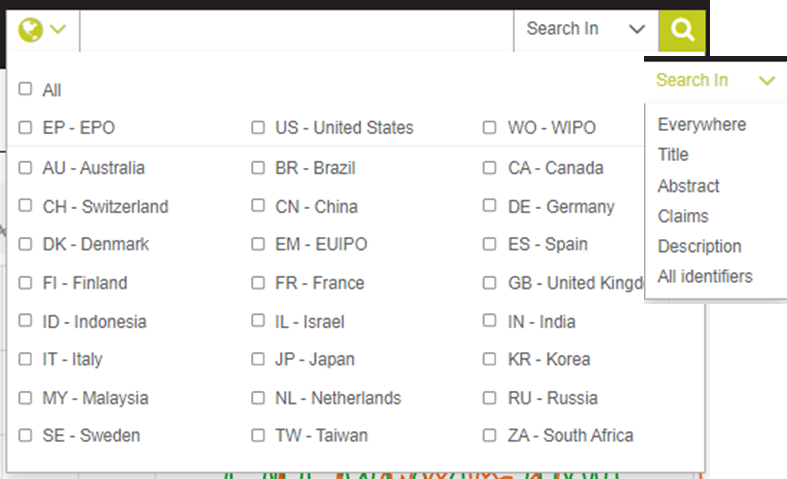 Search In
All
EP - EPO
US - United States
WO - WIPO
AU - Australia
BR - Brazil
CA - Canada
CH - Switzerland
CN - China
DE - Germany
DK - Denmark
EM - EUIPO
ES - Spain
FI - Finland
FR - France
GB - United Kingd
ID - Indonesia
IL - Israel
IN - India
IT - Italy
JP - Japan
KR - Korea
MY - Malaysia
NL - Netherlands
RU - Russia
SE - Sweden
TW - Taiwan
ZA - South Africa
Search In
Everywhere
Title
Abstract
Claims
Description
All identifiers